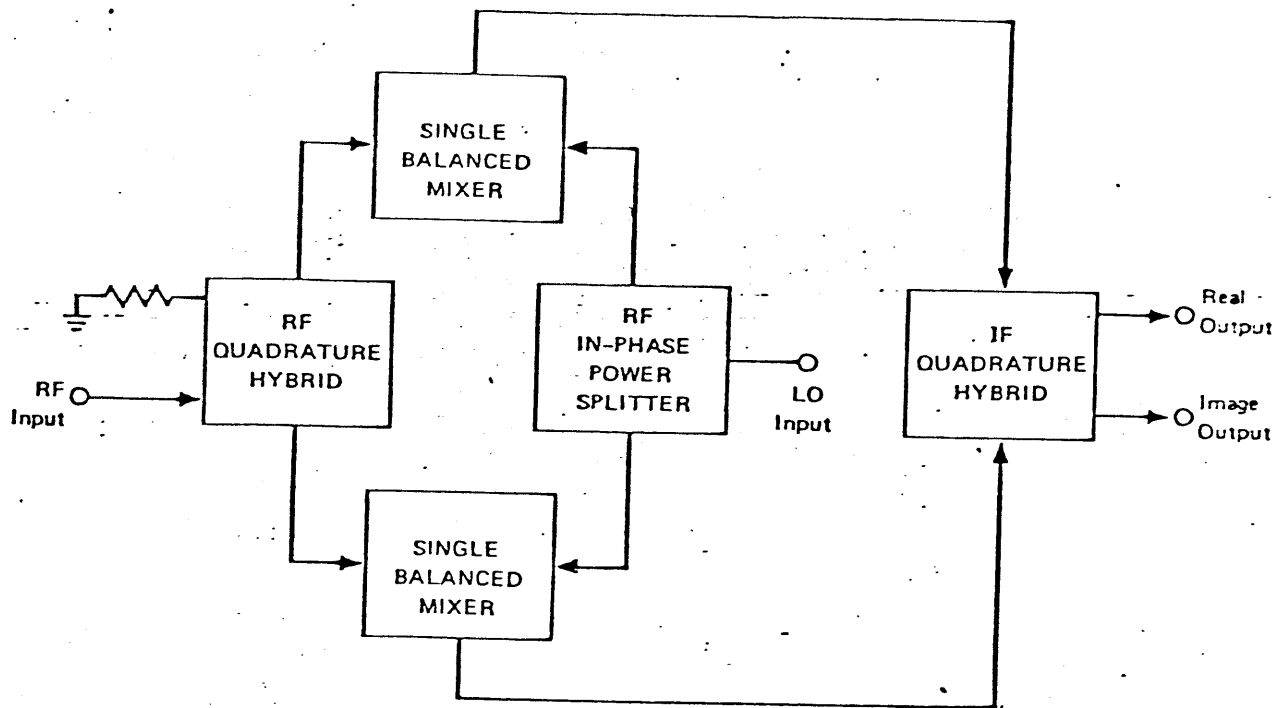 SINGLE
BALANCED
MIXER
RF
QUADRATURE
HYBRID
RF
Input
RF
IN-PHASE
POWER
SPLITTER
LO
Input
IF
QUADRATURE
HYBRID
Real
Output
Image
Output
SINGLE
BALANCED
MIXER